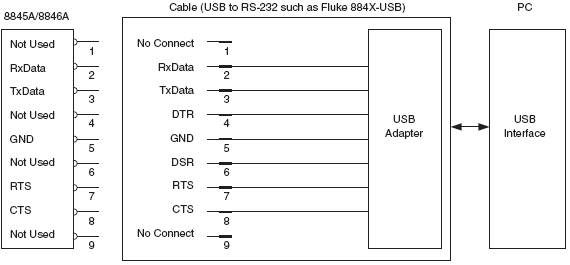 Cable (USB to RS-232 such as Fluke 884X-USB)
PC
8845A/8846A
Not Used 1 No Connect 1
RxData 2 RxData 2
TxData 3 TxData 3
Not Used 4 DTR 4
GND 5 GND 5
Not Used 6 DSR 6
RTS 7 RTS 7
CTS 8 CTS 8
Not Used 9 No Connect 9
USB
Adapter
USB
Interface